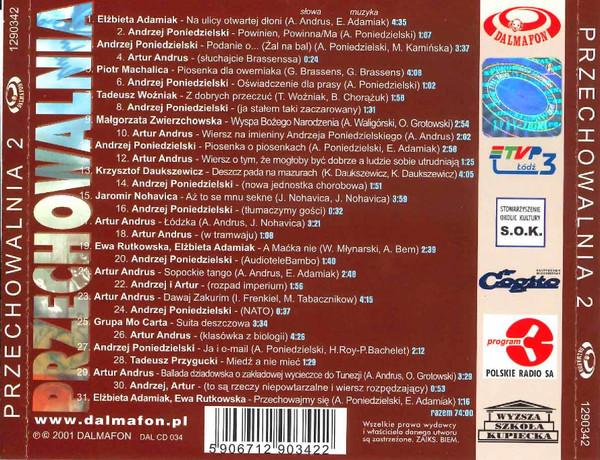 PRZECHOWALNIA 2
DALMAFON
1290342
PRZECHOWALNIA
słowa muzyka
1. Elżbieta Adamiak - Na ulicy otwartej dłoni (A. Andrus, E. Adamiak) 4:35
2. Andrzej Poniedzielski - Powinien, Powinna/Ma (A. Poniedzielski) 1:07
Andrzej Poniedzielski - Podanie o... (Żal na bal) (A. Poniedzielski, M. Kamińska) 3:37
4. Artur Andrus - (słuchajcie Brassenssa) 0:24
5. Piotr Machalica - Piosenka dla owerniaka (G. Brassens, G. Brassens) 4:08
6. Andrzej Poniedzielski - Oświadczenie dla prasy (A. Poniedzielski) 1:02
Tadeusz Woźniak - Z dobrych przeczuć (T. Woźniak, B. Chorążuk) 1:58
8. Andrzej Poniedzielski - (ja stałem taki zaczarowany) 1:31
9. Małgorzata Zwierzchowska - Wyspa Bożego Narodzenia (A. Waligórski, O. Grotowski) 2:54
10. Artur Andrus - Wiersz na imieniny Andrzeja Poniedzielskiego (A. Andrus) 2:02
Andrzej Poniedzielski - Piosenka o piosenkach (A. Poniedzielski, E. Adamiak) 2:58
12. Artur Andrus - Wiersz o tym, że mogłoby być dobrze a ludzie sobie utrudniają 1:25
13. Krzysztof Daukszewicz - Deszcz pada na mazurach (K. Daukszewicz, K. Daukszewicz) 4:05
14. Andrzej Poniedzielski - (nowa jednostka chorobowa) 1:51
15. Jaromir Nohavica - Aż to se mnu sekne (J. Nohavica, J. Nohavica) 3:59
16. Andrzej Poniedzielski - (tłumaczymy gości) 0:32
Artur Andrus - Łódzka (A. Andrus, J. Nohavica) 3:21
18. Artur Andrus - (w tramwaju) 1:08
19. Ewa Rutkowska, Elżbieta Adamiak - A Maćka nie (W. Młynarski, A. Bem) 2:39
20. Andrzej Poniedzielski - (AudioteleBambo) 1:40
21. Artur Andrus - Sopockie tango (A. Andrus, E. Adamiak) 2:49
22. Andrzej i Artur - (rozpad imperium) 1:56
23. Artur Andrus - Dawaj Zakurim (I. Frenkiel, M. Tabacznikow) 4:15
24. Andrzej Poniedzielski - (NATO) 0:37
25. Grupa Mo Carta - Suita deszczowa 3:34
26. Artur Andrus - (klasówka z biologii) 2:26
27. Andrzej Poniedzielski - Ja i e-mail (A. Poniedzielski, H.Roy-P.Bachelet) 2:12
28. Tadeusz Przygucki - Miedź a nie mieć 1:29
29. Artur Andrus - Ballada dziadowska o zakładowej wycieczce do Tunezji (A. Andrus, O. Grotowski) 3:29
30. Andrzej, Artur - (to są rzeczy niepowtarzalne i wiersz rozpędzający) 0:53
31. Elżbieta Adamiak, Ewa Rutkowska - Przechowajmy się (A. Poniedzielski, E. Adamiak) 1:16
razem 74:00
www.dalmafon.pl
℗ © 2001 DALMAFON DAL CD 034
5 906712 903422
Wszelkie prawa wydawcy
i właściciela danego utworu
są zastrzeżone. ZAIKS. BIEM.
DALMAFON
TVP 3
Łódź
STOWARZYSZENIE
OKOLIC KULTURY
S.O.K.
Cogito
program
POLSKIE RADIO SA
WYŻSZA
SZKOŁA
KUPIECKA
PRZECHOWALNIA 2
DALMAFON
1290342